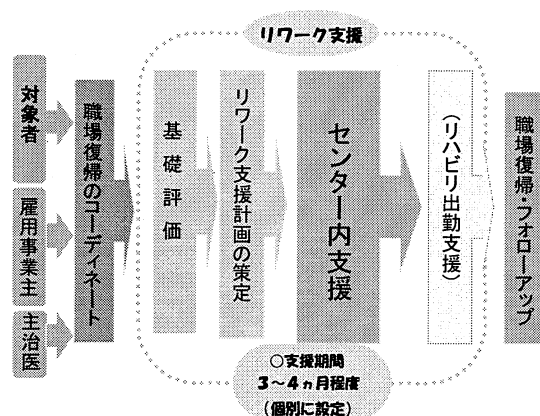 リワーク支援
対象者
雇用事業主
主治医
職場復帰のコーディネート
基礎評価
リワーク支援計画の策定
センター内支援
(リハビリ出勤支援)
職場復帰・フォローアップ
○支援期間
3～4ヵ月程度
(個別に設定)